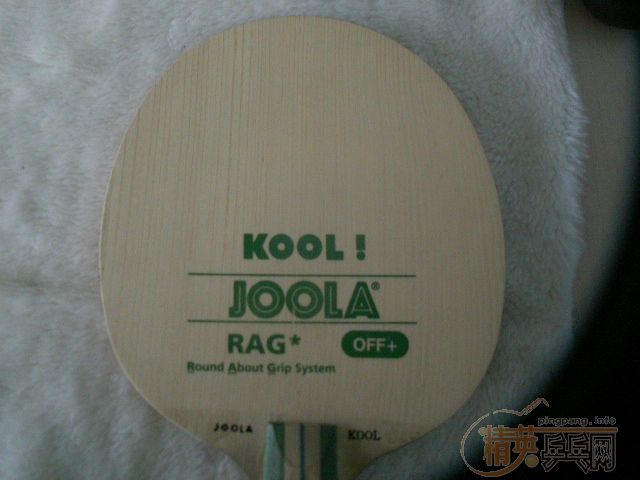 KOOL !
JOOLA®
RAG* OFF+
Round About Grip System
JOOLA KOOL
pingpang.info
精英乒乓网